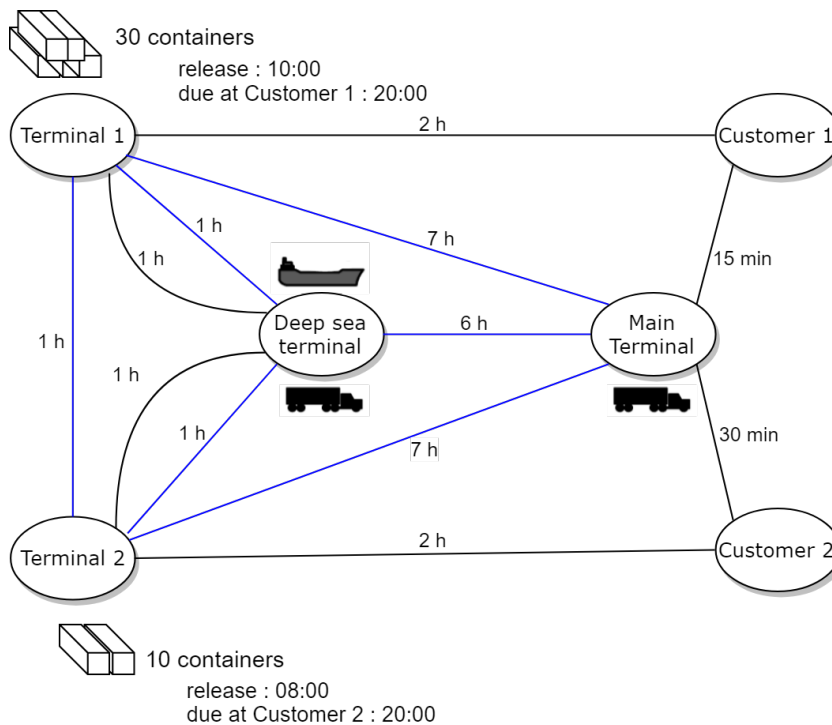 30 containers
release : 10:00
due at Customer 1 : 20:00
Terminal 1
2 h
Customer 1
1 h
7 h
1 h
15 min
Deep sea
terminal
6 h
Main
Terminal
1 h
1 h
1 h
7 h
30 min
Terminal 2
2 h
Customer 2
10 containers
release : 08:00
due at Customer 2 : 20:00